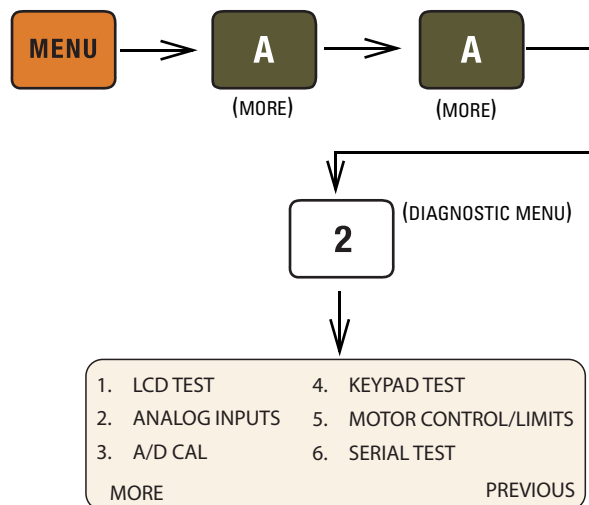 MENU
A
A
(MORE)
(MORE)
2
(DIAGNOSTIC MENU)
1. LCD TEST
4. KEYPAD TEST
2. ANALOG INPUTS
5. MOTOR CONTROL/LIMITS
3. A/D CAL
6. SERIAL TEST
MORE
PREVIOUS